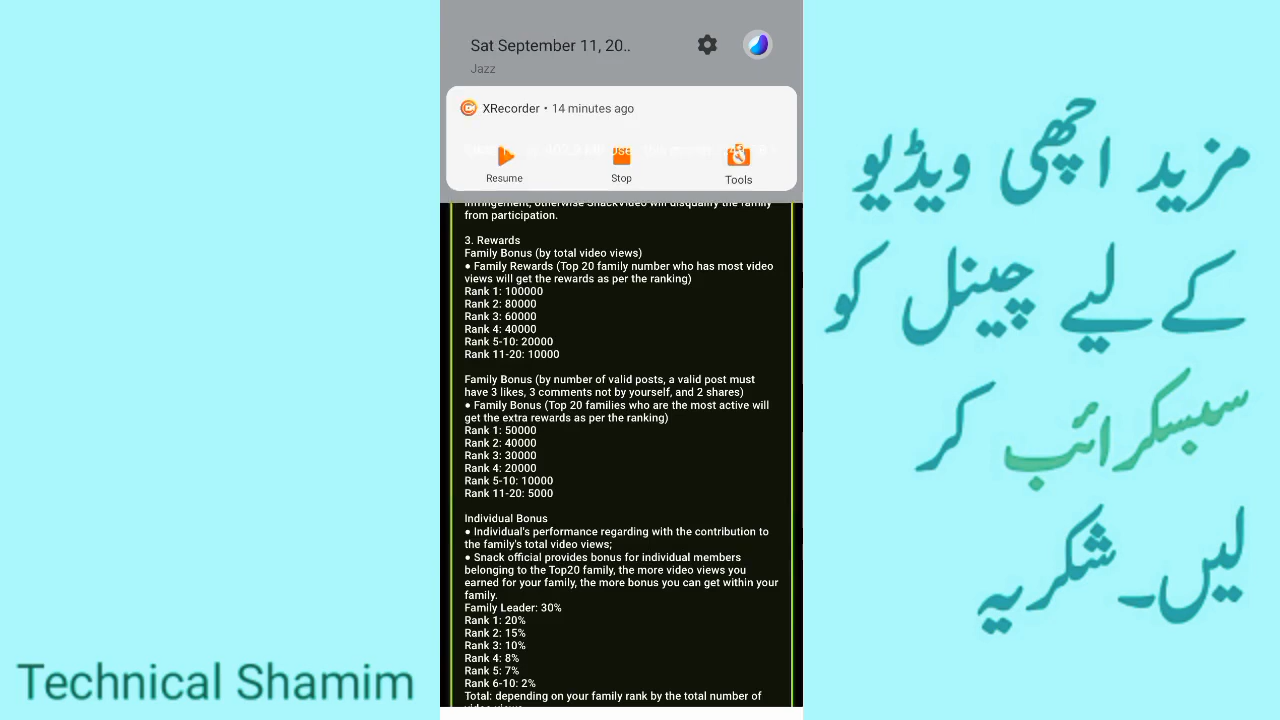 Sat September 11, 20..
Jazz
XRecorder • 14 minutes ago
Resume
Stop
Tools
infringement, otherwise SnackVideo will disqualify the family
from participation.
3. Rewards
Family Bonus (by total video views)
● Family Rewards (Top 20 family number who has most video
views will get the rewards as per the ranking)
Rank 1: 100000
Rank 2: 80000
Rank 3: 60000
Rank 4: 40000
Rank 5-10: 20000
Rank 11-20: 10000
Family Bonus (by number of valid posts, a valid post must
have 3 likes, 3 comments not by yourself, and 2 shares)
● Family Bonus (Top 20 families who are the most active will
get the extra rewards as per the ranking)
Rank 1: 50000
Rank 2: 40000
Rank 3: 30000
Rank 4: 20000
Rank 5-10: 10000
Rank 11-20: 5000
Individual Bonus
● Individual's performance regarding with the contribution to
the family's total video views;
● Snack official provides bonus for individual members
belonging to the Top20 family, the more video views you
earned for your family, the more bonus you can get within your
family.
Family Leader: 30%
Rank 1: 20%
Rank 2: 15%
Rank 3: 10%
Rank 4: 8%
Rank 5: 7%
Rank 6-10: 2%
Total: depending on your family rank by the total number of
video views
مزید اچھی ویڈیو
کے لیے چینل کو
سبسکرائب کر
لیں۔ شکریہ
Technical Shamim